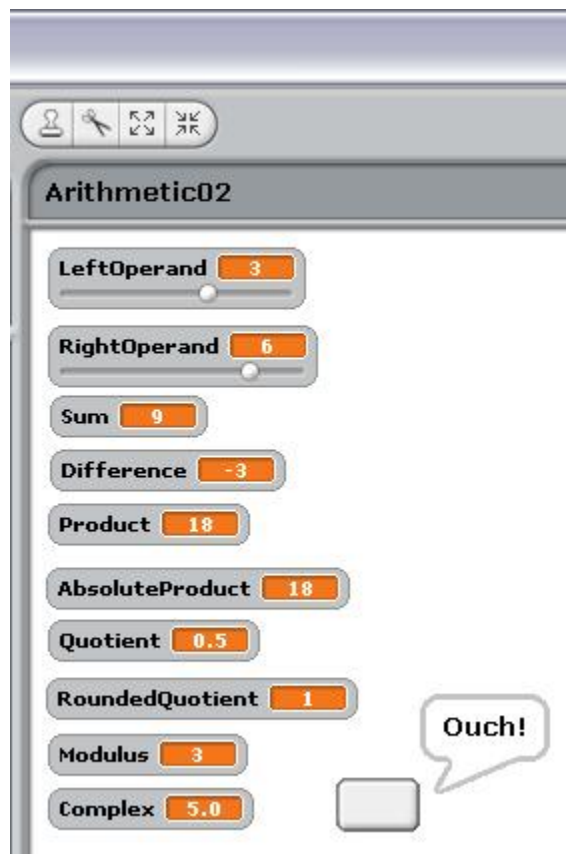 Arithmetic02
LeftOperand 3
RightOperand 6
Sum 9
Difference -3
Product 18
AbsoluteProduct 18
Quotient 0.5
RoundedQuotient 1
Ouch!
Modulus 3
Complex 5.0